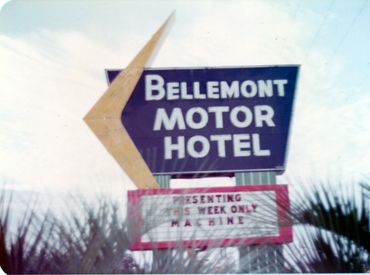 BELLEMONT
MOTOR
HOTEL
PRESENTING
THIS WEEK ONLY
MACHINE